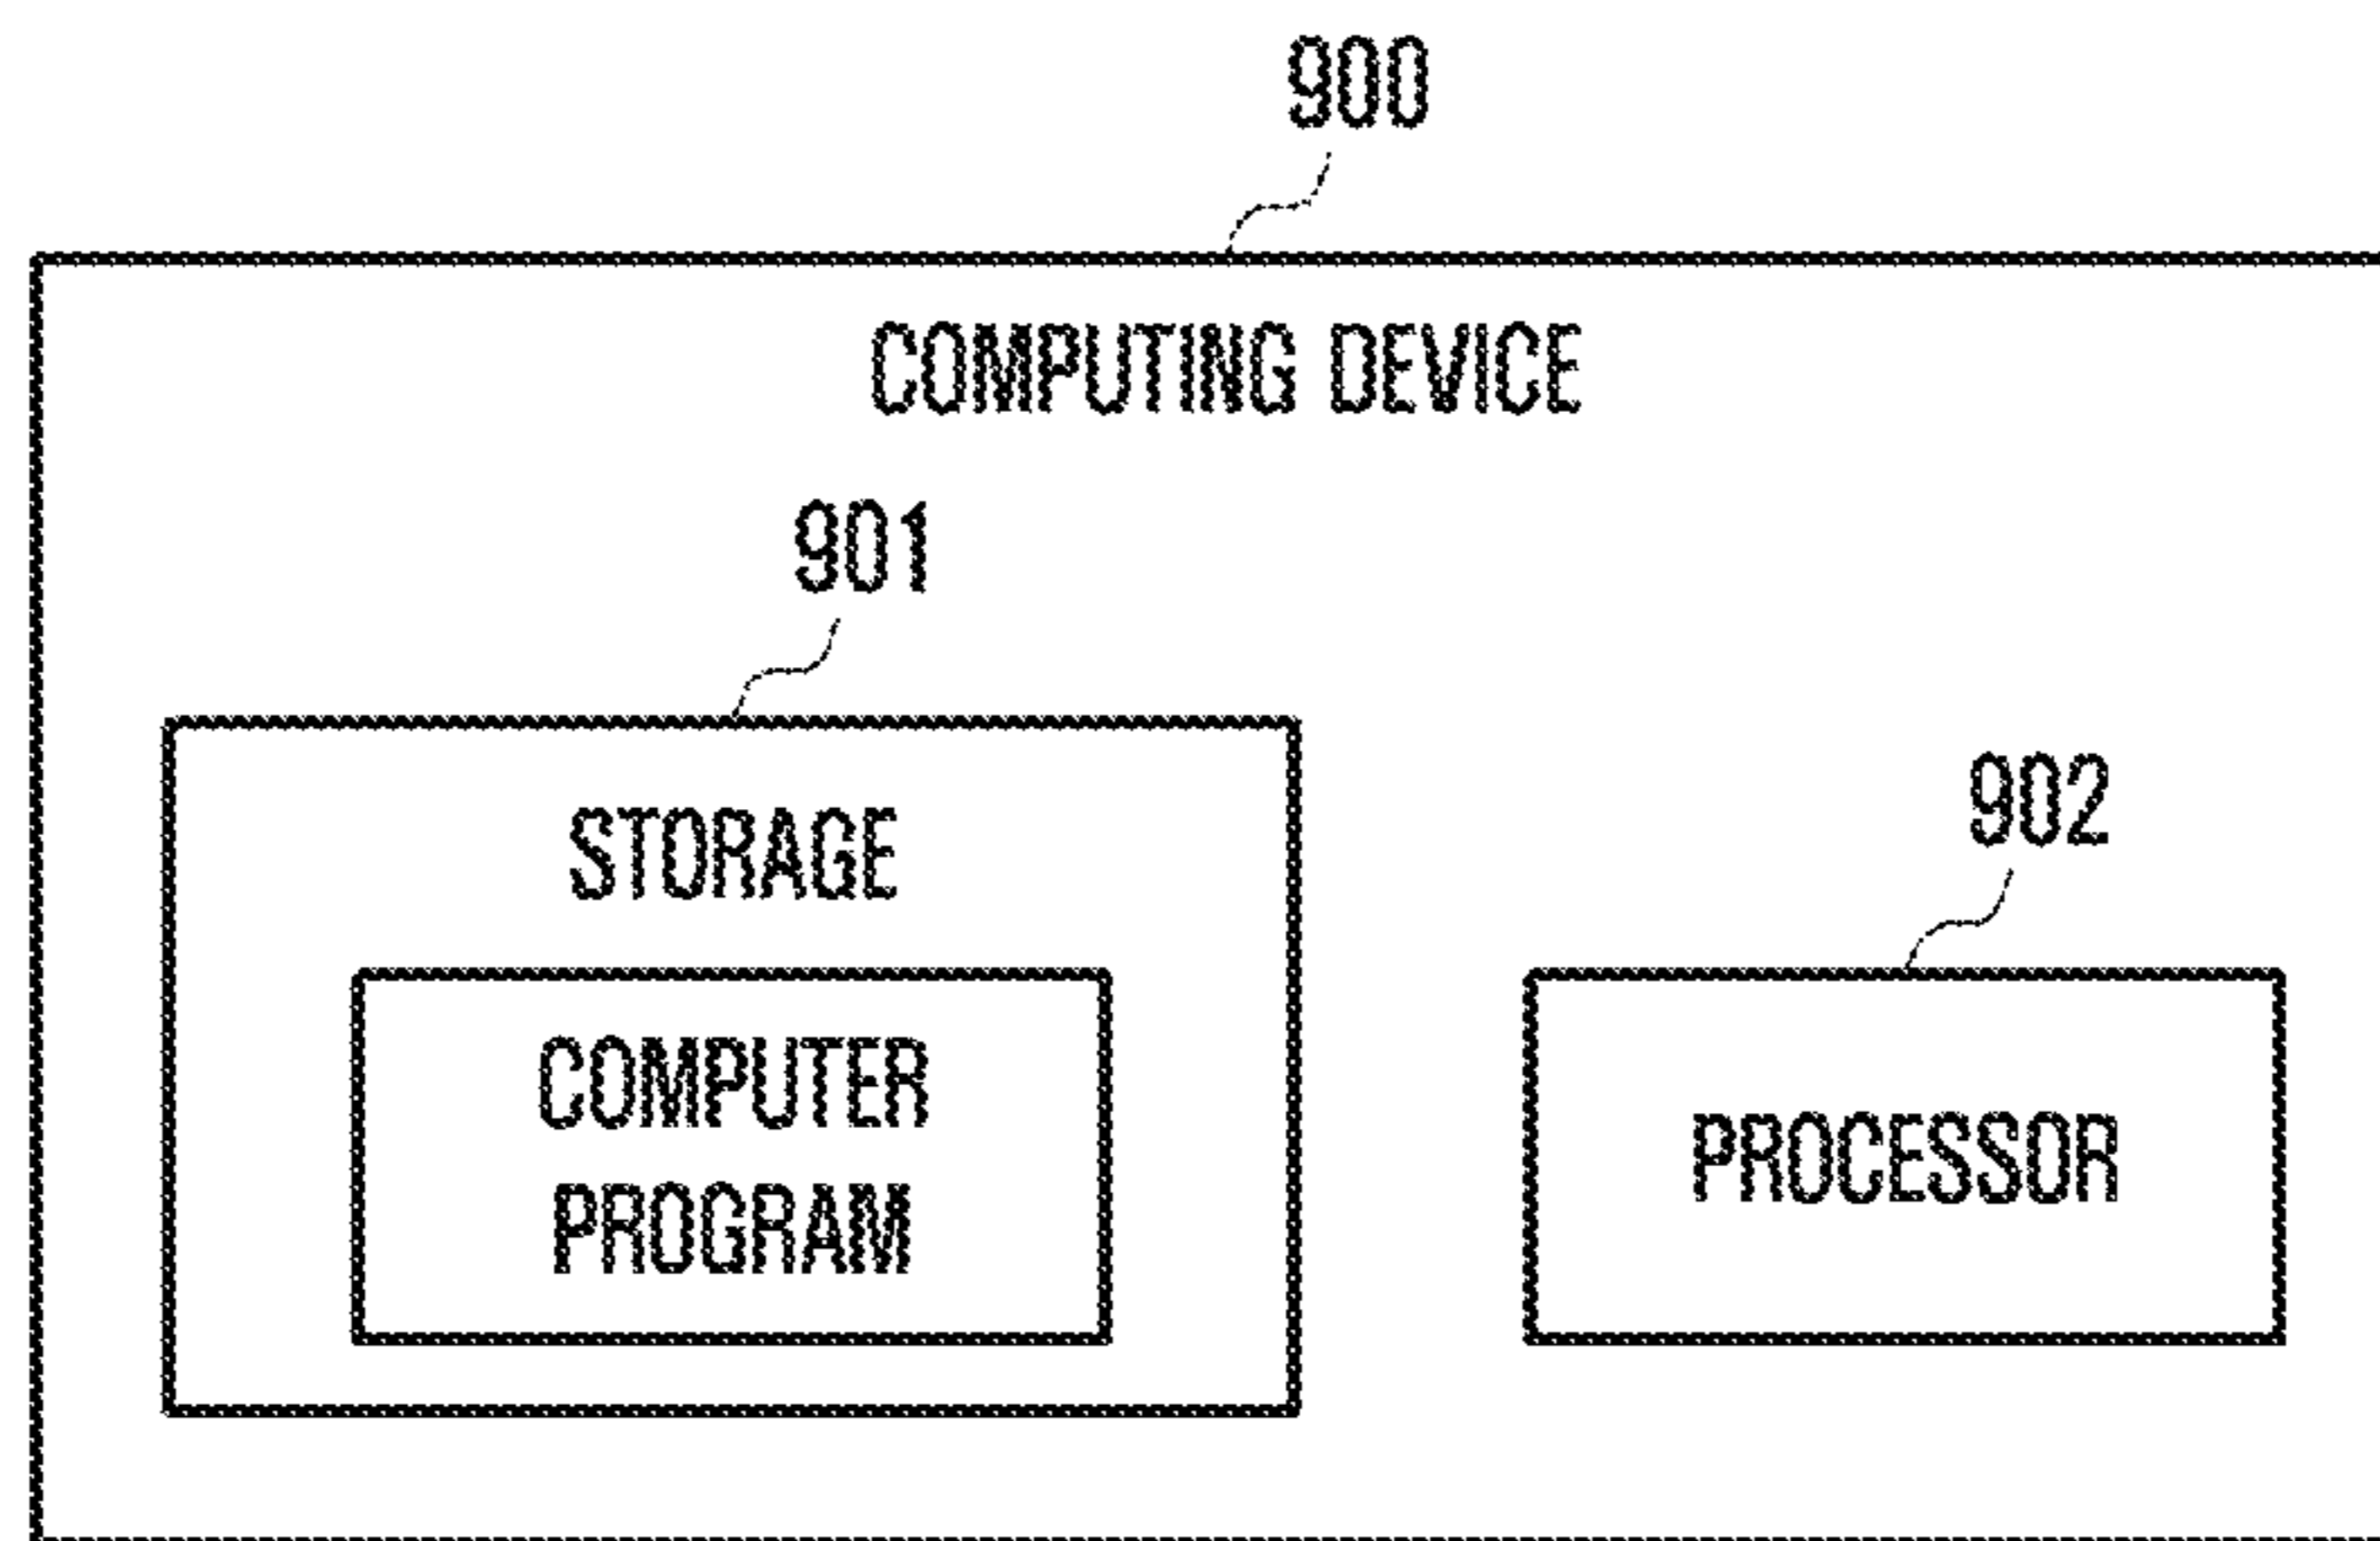 900
COMPUTING DEVICE
901
STORAGE
902
COMPUTER
PROGRAM
PROCESSOR